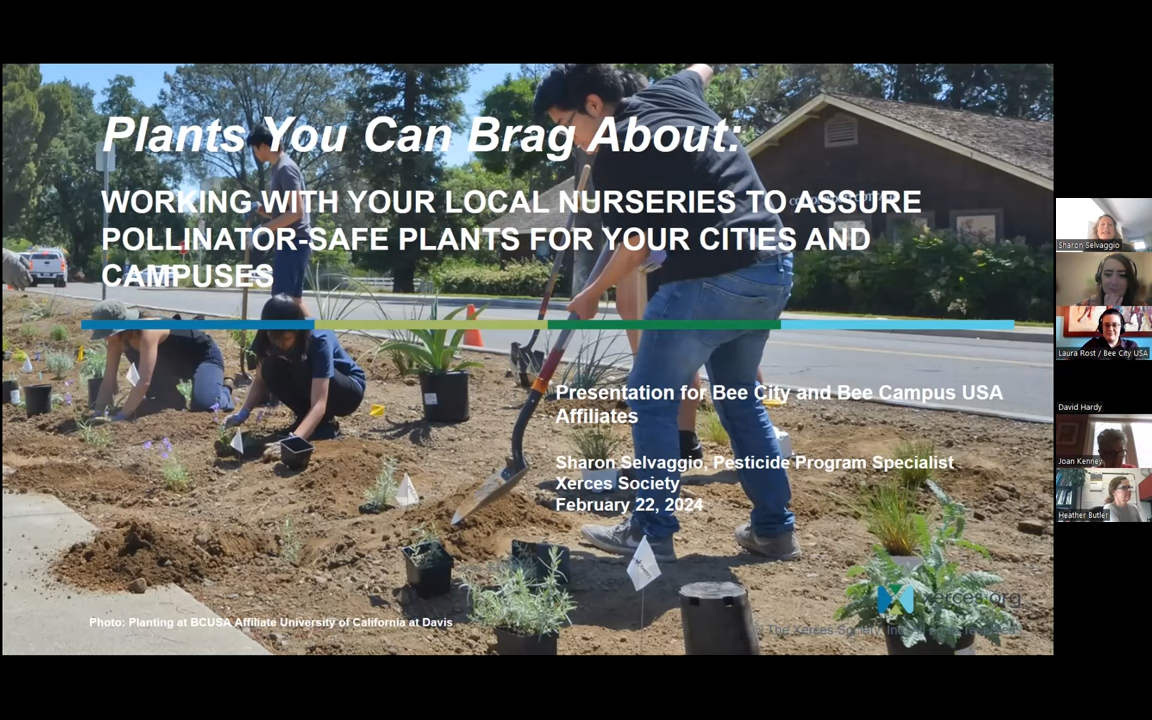 Plants You Can Brag About:
WORKING WITH YOUR LOCAL NURSERIES TO ASSURE
POLLINATOR-SAFE PLANTS FOR YOUR CITIES AND
CAMPUSES
Presentation for Bee City and Bee Campus USA
Affiliates
Sharon Selvaggio, Pesticide Program Specialist
Xerces Society
February 22, 2024
Photo: Planting at BCUSA Affiliate University of California at Davis
xerces.org
The Xerces Society, Inc.
Sharon Selvaggio
Laura Rost / Bee City USA
David Hardy
Joan Kenney
Heather Butler